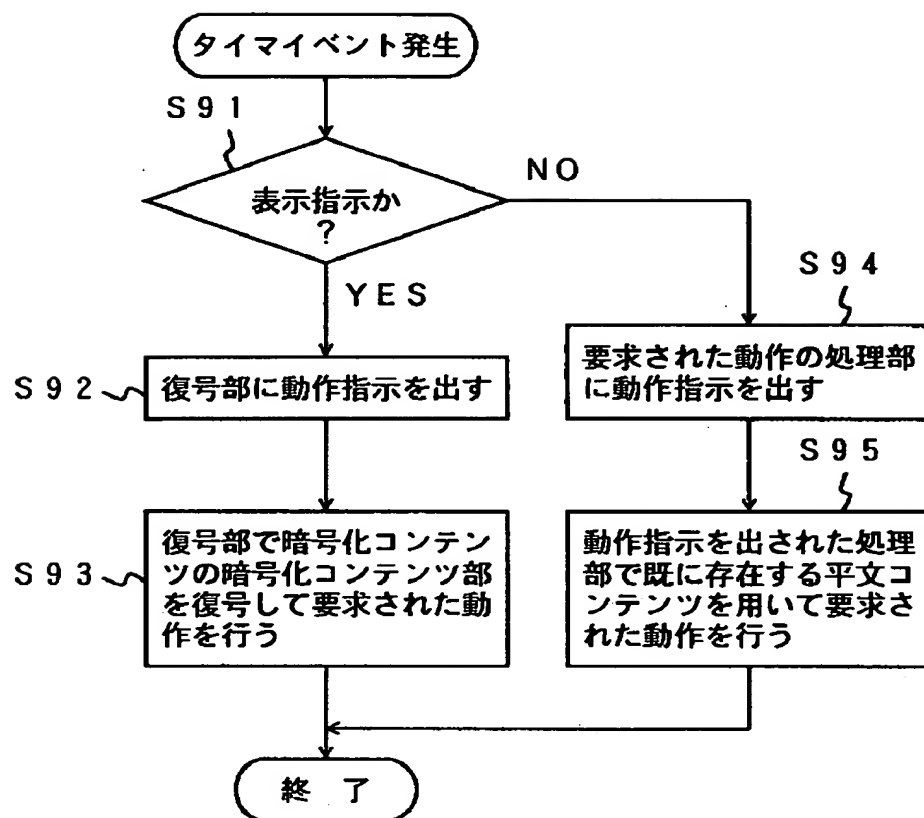 タイマイベント発生
S91
表示指示か
?
NO
YES
S94
要求された動作の処理部
に動作指示を出す
S92
復号部に動作指示を出す
S95
S93
復号部で暗号化コンテン
ツの暗号化コンテンツ部
を復号して要求された動
作を行う
動作指示を出された処理
部で既に存在する平文コ
ンテンツを用いて要求さ
れた動作を行う
終 了